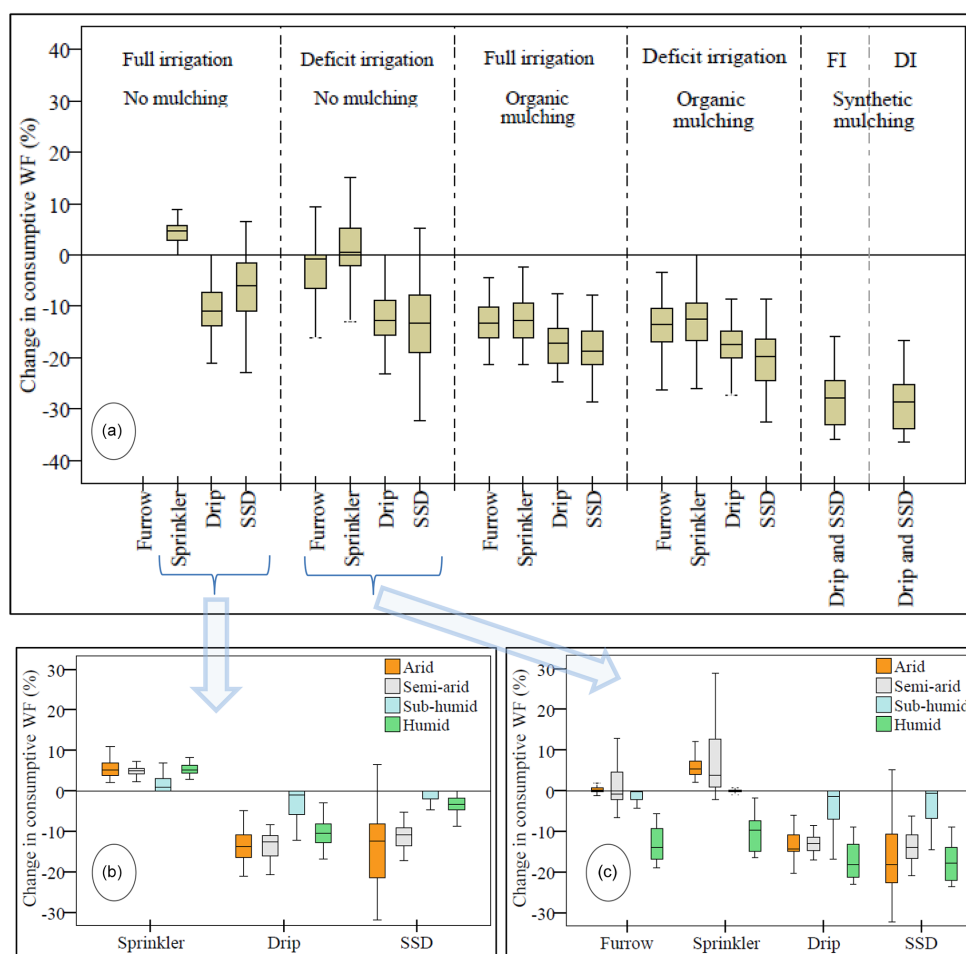 Change in consumptive WF (%)
40
30
20
10
0
-10
-20
-30
-40
Full irrigation
No mulching
Deficit irrigation
No mulching
Full irrigation
Organic
mulching
Deficit irrigation
Organic
mulching
FI DI
Synthetic
mulching
(a)
Furrow
Sprinkler
Drip
SSD
Furrow
Sprinkler
Drip
SSD
Furrow
Sprinkler
Drip
SSD
Furrow
Sprinkler
Drip
SSD
Drip and SSD
Drip and SSD
Change in consumptive WF (%)
30
20
10
0
-10
-20
-30
Arid
Semi-arid
Sub-humid
Humid
(b)
Sprinkler Drip SSD
Change in consumptive WF (%)
30
20
10
0
-10
-20
-30
Arid
Semi-arid
Sub-humid
Humid
(c)
Furrow Sprinkler Drip SSD